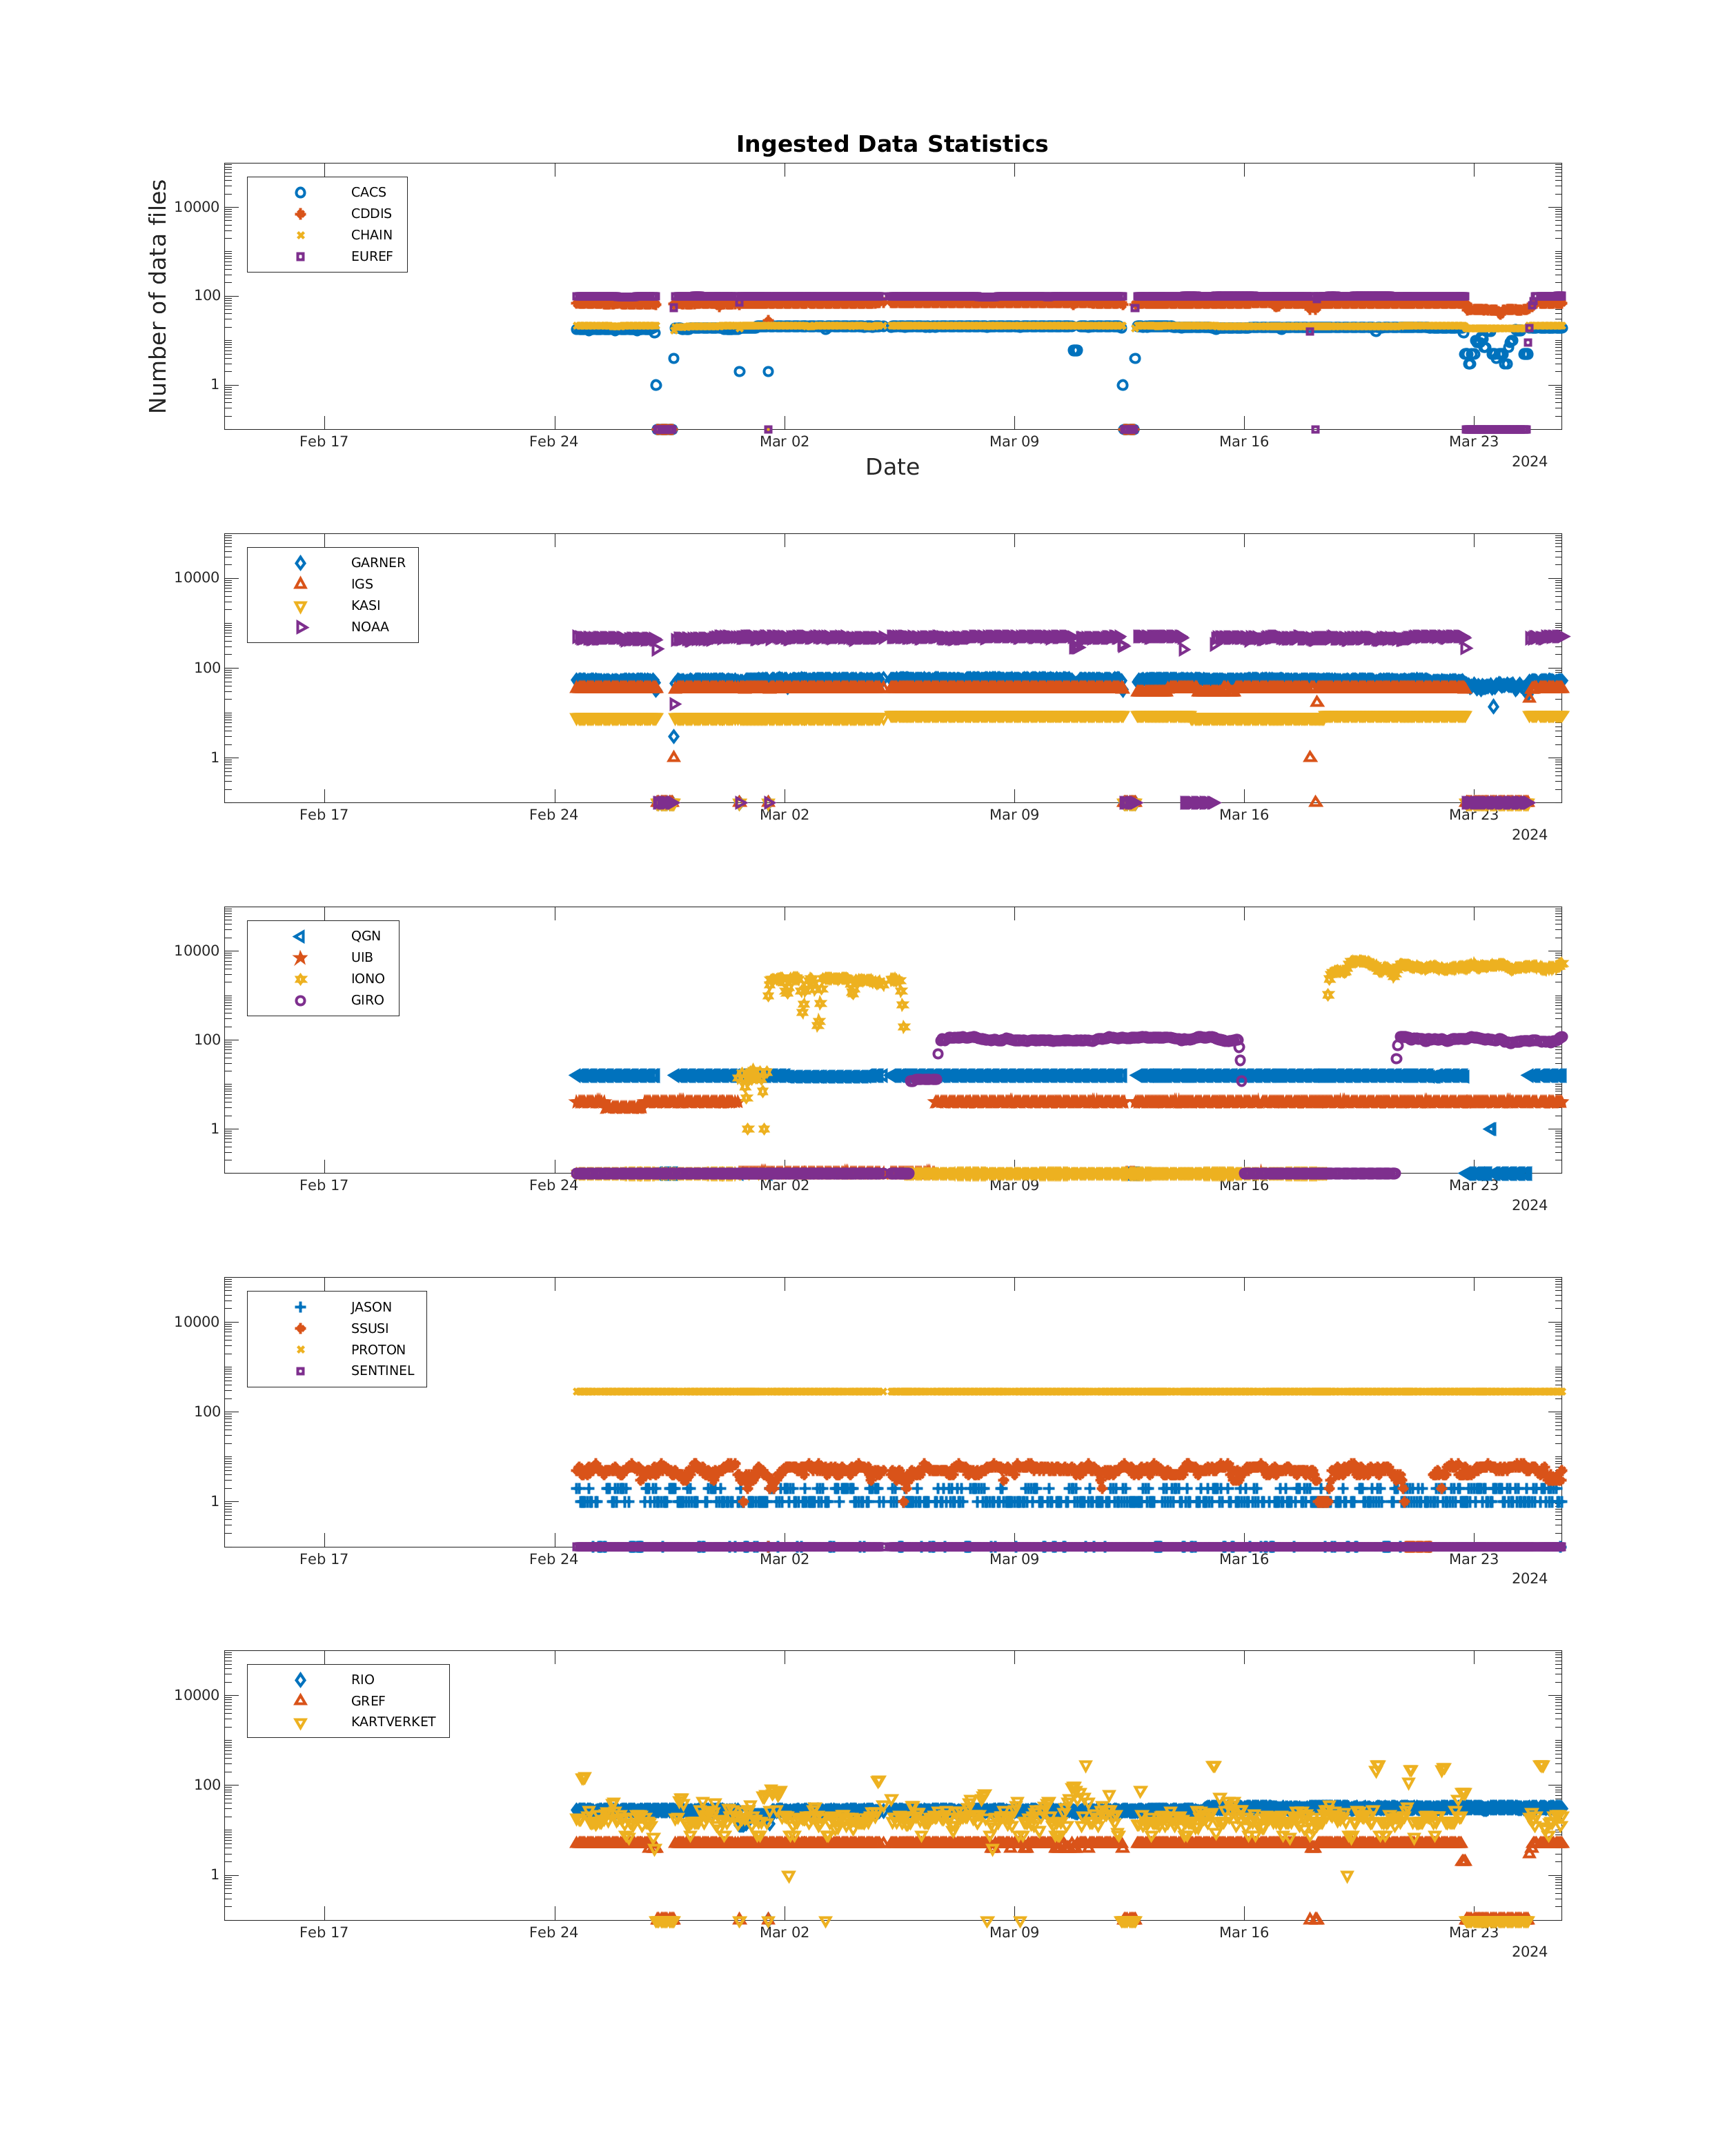 Ingested Data Statistics
Number of data files
10000
100
1
CACS
CDDIS
CHAIN
EUREF
Feb 17 Feb 24 Mar 02 Mar 09 Mar 16 Mar 23
2024
Date
10000
100
1
GARNER
IGS
KASI
NOAA
Feb 17 Feb 24 Mar 02 Mar 09 Mar 16 Mar 23
2024
10000
100
1
QGN
UIB
IONO
GIRO
Feb 17 Feb 24 Mar 02 Mar 09 Mar 16 Mar 23
2024
10000
100
1
JASON
SSUSI
PROTON
SENTINEL
Feb 17 Feb 24 Mar 02 Mar 09 Mar 16 Mar 23
2024
10000
100
1
RIO
GREF
KARTVERKET
Feb 17 Feb 24 Mar 02 Mar 09 Mar 16 Mar 23
2024